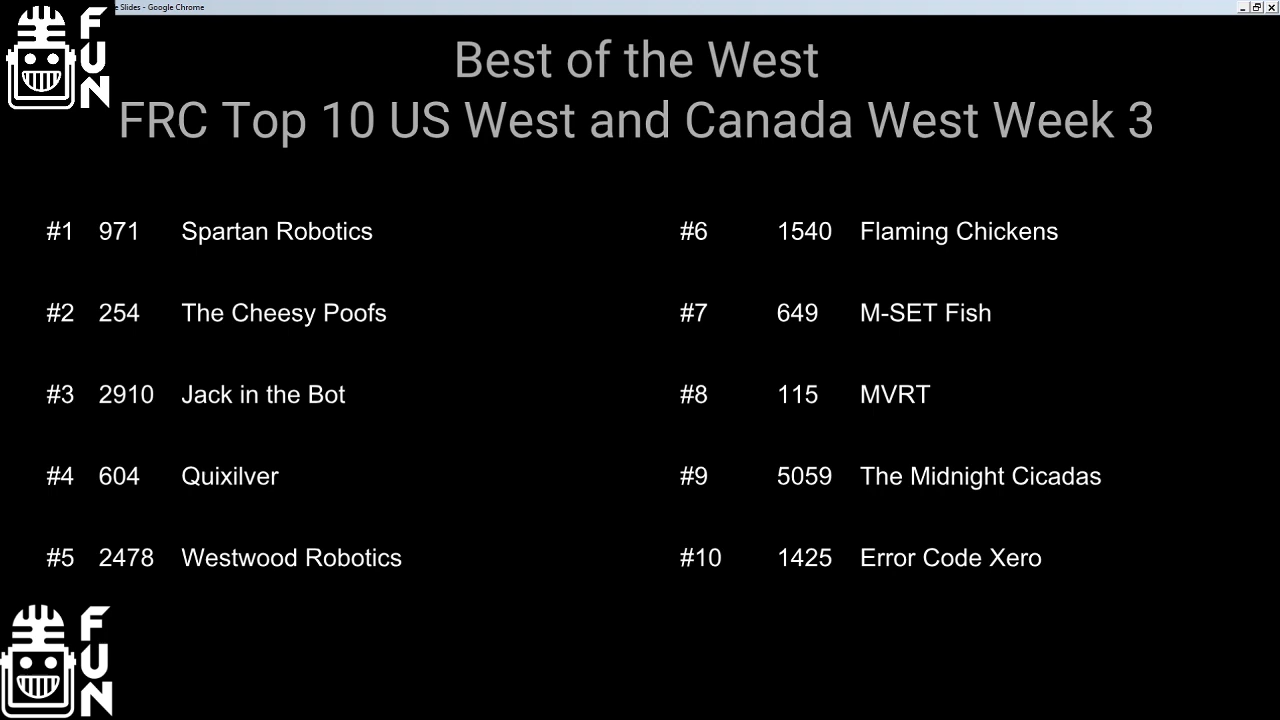 e Slides - Google Chrome
FUN
Best of the West
FRC Top 10 US West and Canada West Week 3
#1 971 Spartan Robotics
#2 254 The Cheesy Poofs
#3 2910 Jack in the Bot
#4 604 Quixilver
#5 2478 Westwood Robotics
#6 1540 Flaming Chickens
#7 649 M-SET Fish
#8 115 MVRT
#9 5059 The Midnight Cicadas
#10 1425 Error Code Xero
FUN